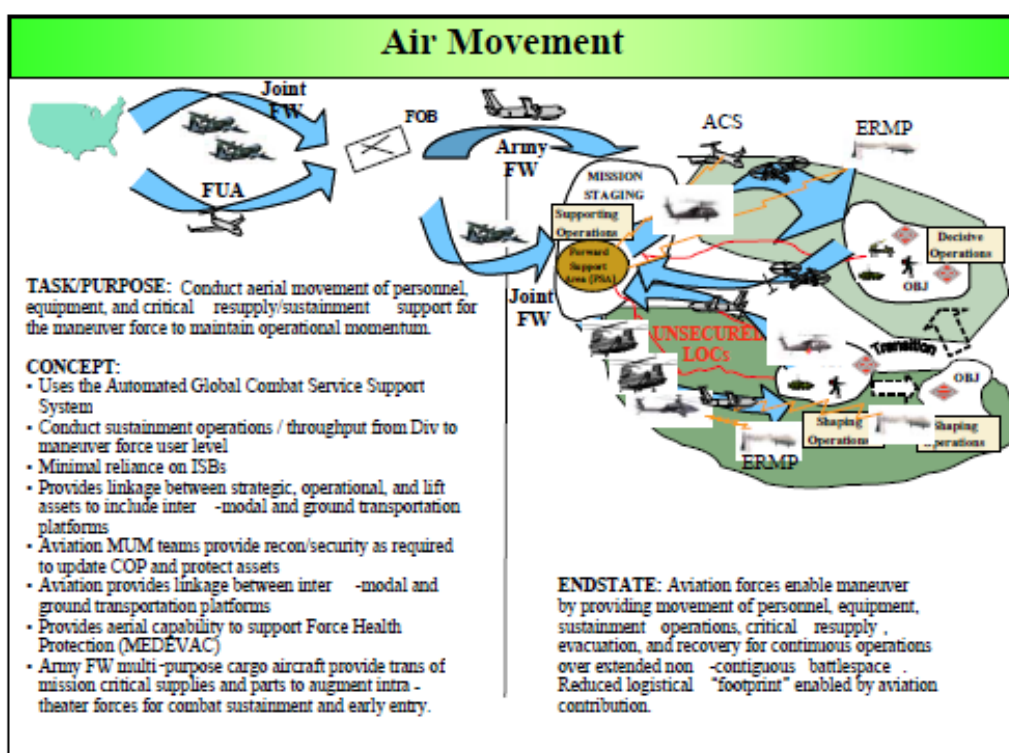 Air Movement
Joint
FW
FUA
FOB
Army
FW
ACS
ERMP
MISSION
STAGING
Supporting
Operations
Forward
Support
Area (FSA)
Joint
FW
Decisive
Operations
OBJ
UNSECURED
LOCs
Transition
OBJ
Shaping
Operations
Shaping
Operations
ERMP
TASK/PURPOSE: Conduct aerial movement of personnel,
equipment, and critical resupply/sustainment support for
the maneuver force to maintain operational momentum.
CONCEPT:
• Uses the Automated Global Combat Service Support
System
• Conduct sustainment operations / throughput from Div to
maneuver force user level
• Minimal reliance on ISBs
• Provides linkage between strategic, operational, and lift
assets to include inter -modal and ground transportation
platforms
• Aviation MUM teams provide recon/security as required
to update COP and protect assets
• Aviation provides linkage between inter -modal and
ground transportation platforms
• Provides aerial capability to support Force Health
Protection (MEDEVAC)
• Army FW multi-purpose cargo aircraft provide trans of
mission critical supplies and parts to augment intra -
theater forces for combat sustainment and early entry.
ENDSTATE: Aviation forces enable maneuver
by providing movement of personnel, equipment,
sustainment operations, critical resupply ,
evacuation, and recovery for continuous operations
over extended non -contiguous battlespace .
Reduced logistical "footprint" enabled by aviation
contribution.